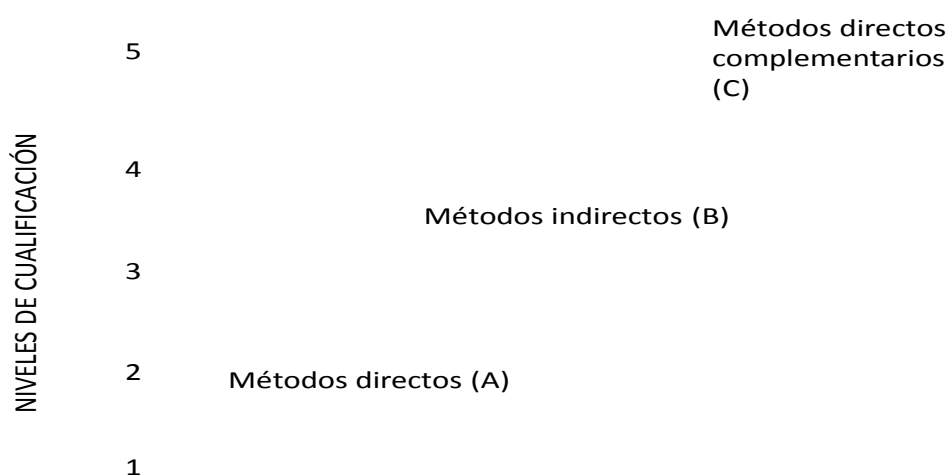 NIVELES DE CUALIFICACIÓN
5
Métodos directos
complementarios
(C)
4
Métodos indirectos (B)
3
2
Métodos directos (A)
1